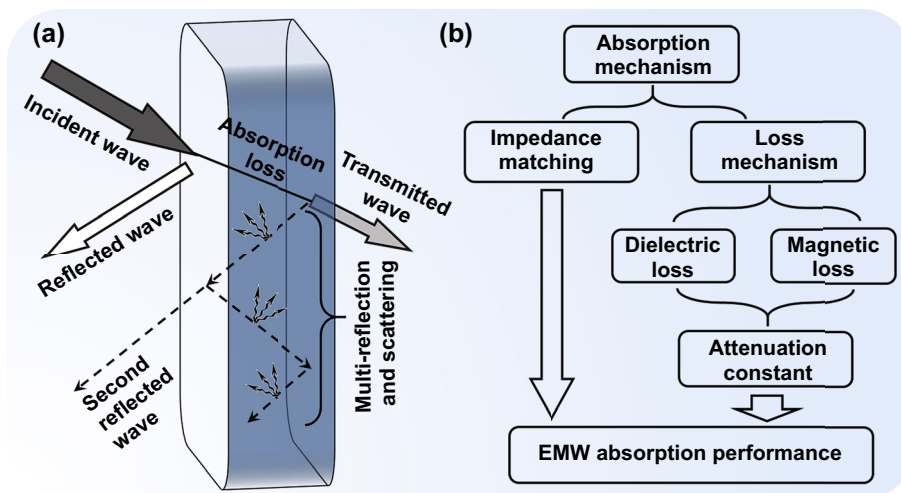 (a)
Incident wave
Absorption
loss
Transmitted
wave
Reflected wave
Second
reflected
wave
Multi-reflection
and scattering
(b)
Absorption
mechanism
Impedance
matching
Loss
mechanism
Dielectric
loss
Magnetic
loss
Attenuation
constant
EMW absorption performance